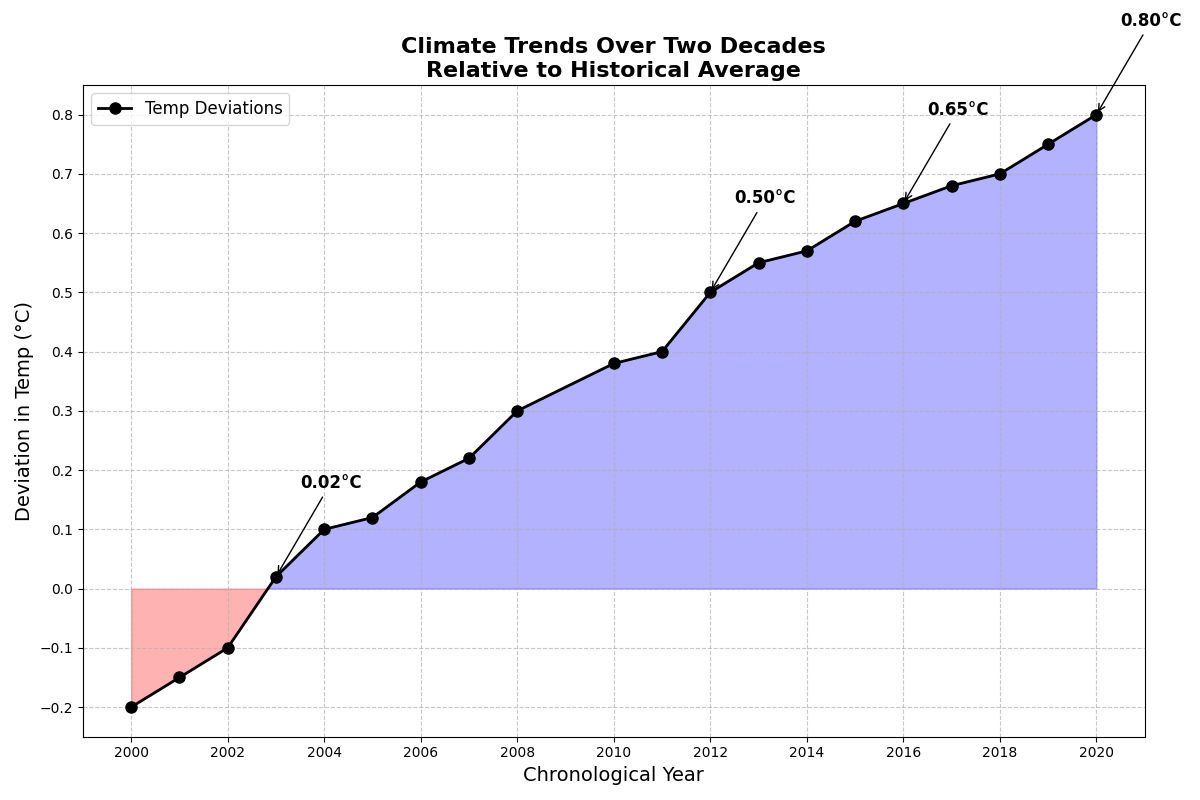 0.80°C
Climate Trends Over Two Decades
Relative to Historical Average
Temp Deviations
0.65°C
0.50°C
0.02°C
Deviation in Temp (°C)
0.8
0.7
0.6
0.5
0.4
0.3
0.2
0.1
0.0
−0.1
−0.2
2000 2002 2004 2006 2008 2010 2012 2014 2016 2018 2020
Chronological Year